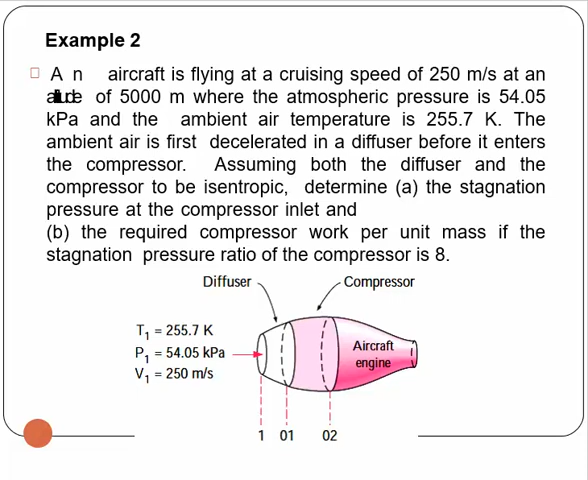 Example 2
A n aircraft is flying at a cruising speed of 250 m/s at an
of 5000 m where the atmospheric pressure is 54.05
kPa and the ambient air temperature is 255.7 K. The
ambient air is first decelerated in a diffuser before it enters
the compressor. Assuming both the diffuser and the
compressor to be isentropic, determine (a) the stagnation
pressure at the compressor inlet and
(b) the required compressor work per unit mass if the
stagnation pressure ratio of the compressor is 8.
Diffuser
Compressor
T1 = 255.7 K
P1 = 54.05 kPa
V1 = 250 m/s
Aircraft
engine
1 01 02